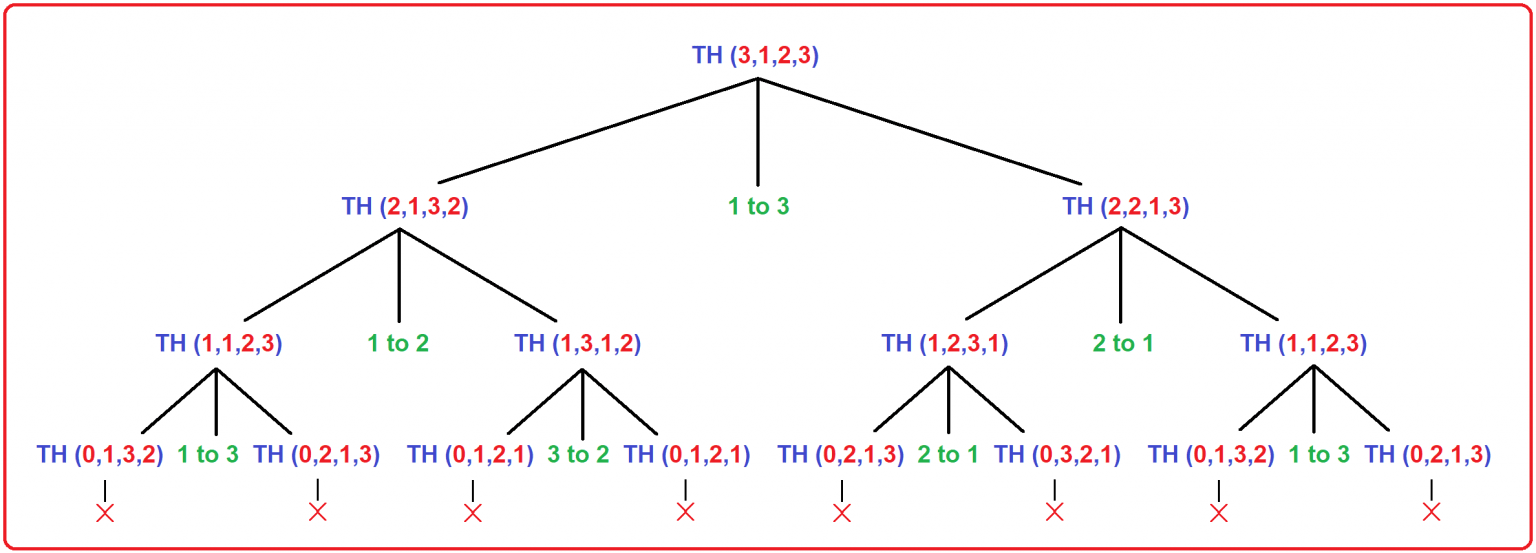 TH (3,1,2,3)
TH (2,1,3,2) 1 to 3 TH (2,2,1,3)
TH (1,1,2,3) 1 to 2 TH (1,3,1,2) TH (1,2,3,1) 2 to 1 TH (1,1,2,3)
TH (0,1,3,2) 1 to 3 TH (0,2,1,3) TH (0,1,2,1) 3 to 2 TH (0,1,2,1) TH (0,2,1,3) 2 to 1 TH (0,3,2,1) TH (0,1,3,2) 1 to 3 TH (0,2,1,3)